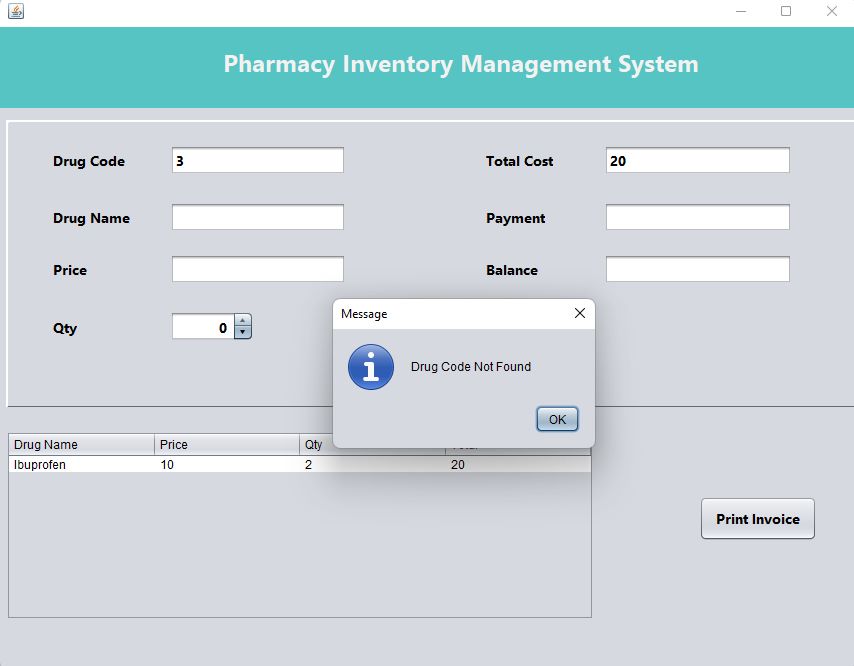 Pharmacy Inventory Management System
Drug Code 3 Total Cost 20
Drug Name Payment
Price Balance
Qty 0
Message
Drug Code Not Found
OK
Drug Name Price Qty
Ibuprofen 10 2 20
Print Invoice